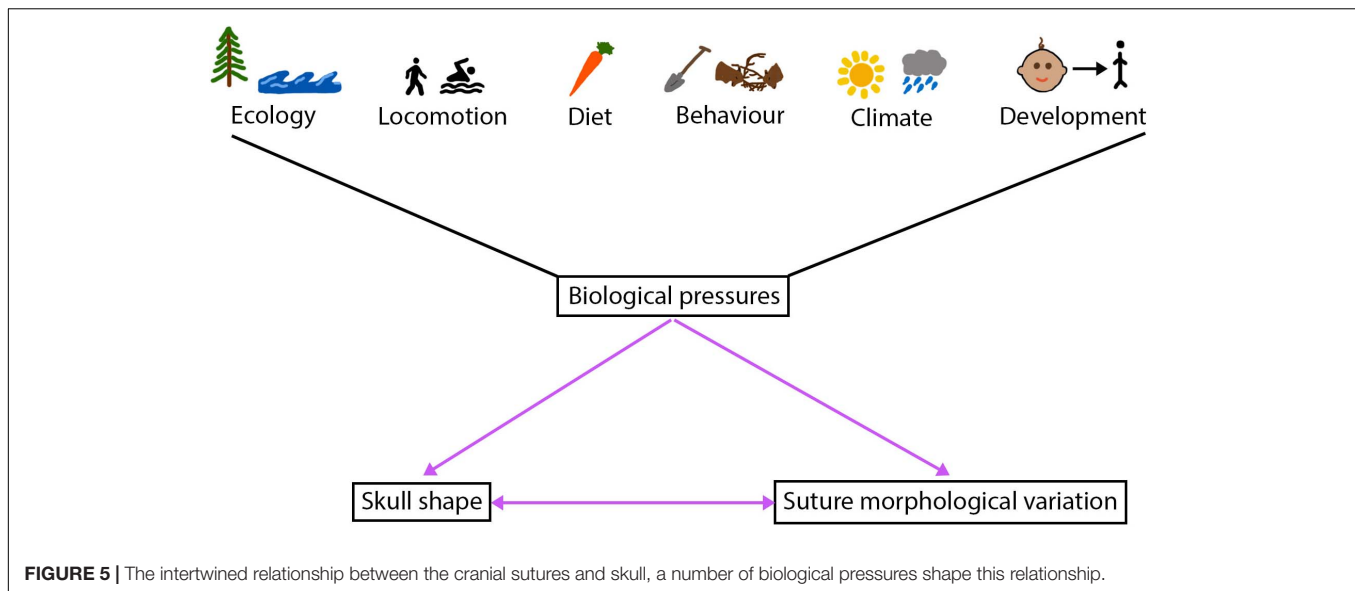 Ecology Locomotion Diet Behaviour Climate Development
Biological pressures
Skull shape Suture morphological variation
FIGURE 5 | The intertwined relationship between the cranial sutures and skull, a number of biological pressures shape this relationship.